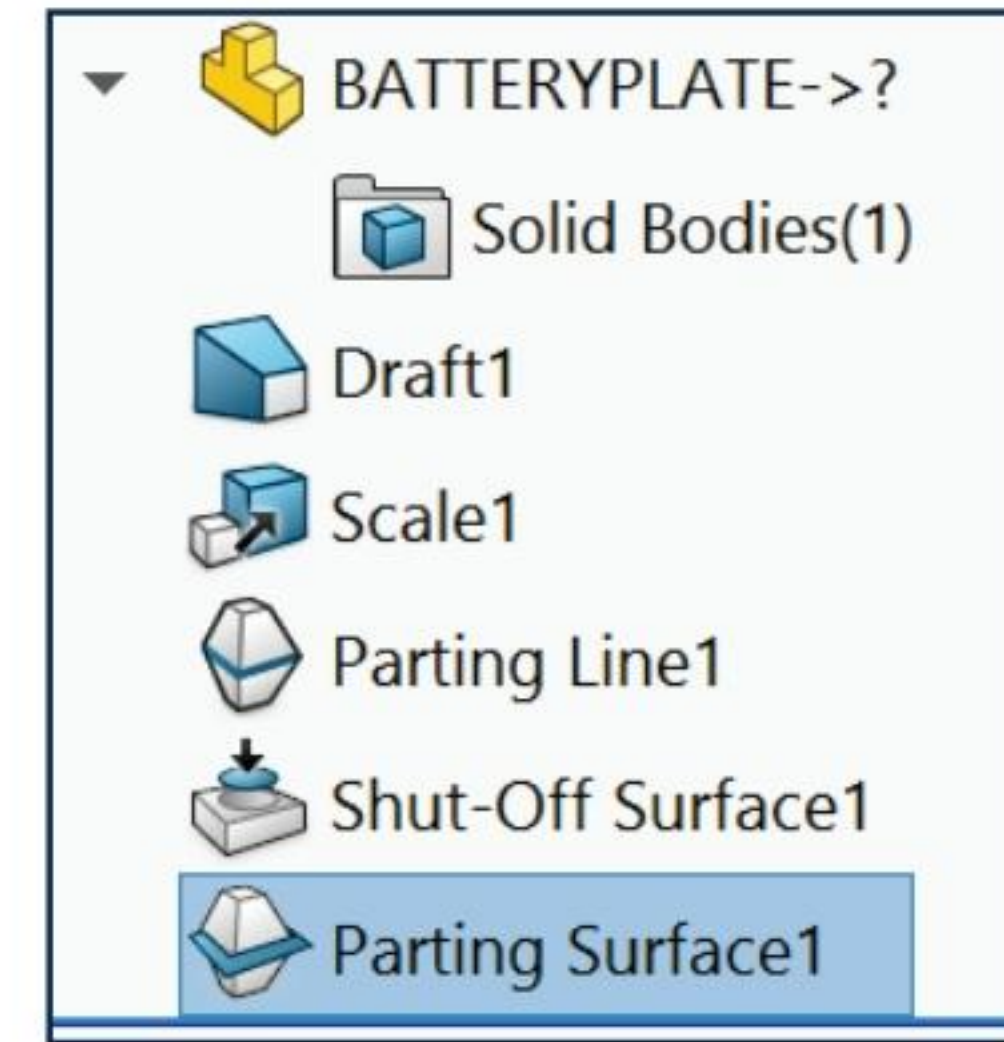 BATTERYPLATE->?
Solid Bodies(1)
Draft1
Scale1
Parting Line1
Shut-Off Surface1
Parting Surface1